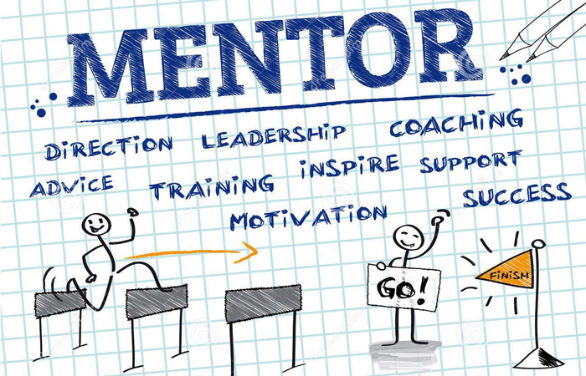 MENTOR
DIRECTION LEADERSHIP COACHING
ADVICE TRAINING INSPIRE SUPPORT
MOTIVATION SUCCESS
GO!
FINISH